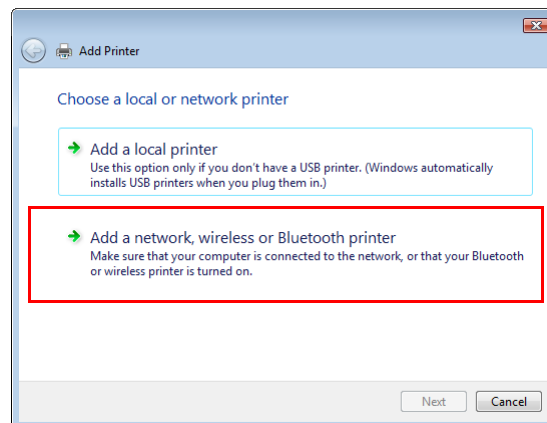 Add Printer
Choose a local or network printer
Add a local printer
Use this option only if you don't have a USB printer. (Windows automatically
installs USB printers when you plug them in.)
Add a network, wireless or Bluetooth printer
Make sure that your computer is connected to the network, or that your Bluetooth
or wireless printer is turned on.
Next Cancel